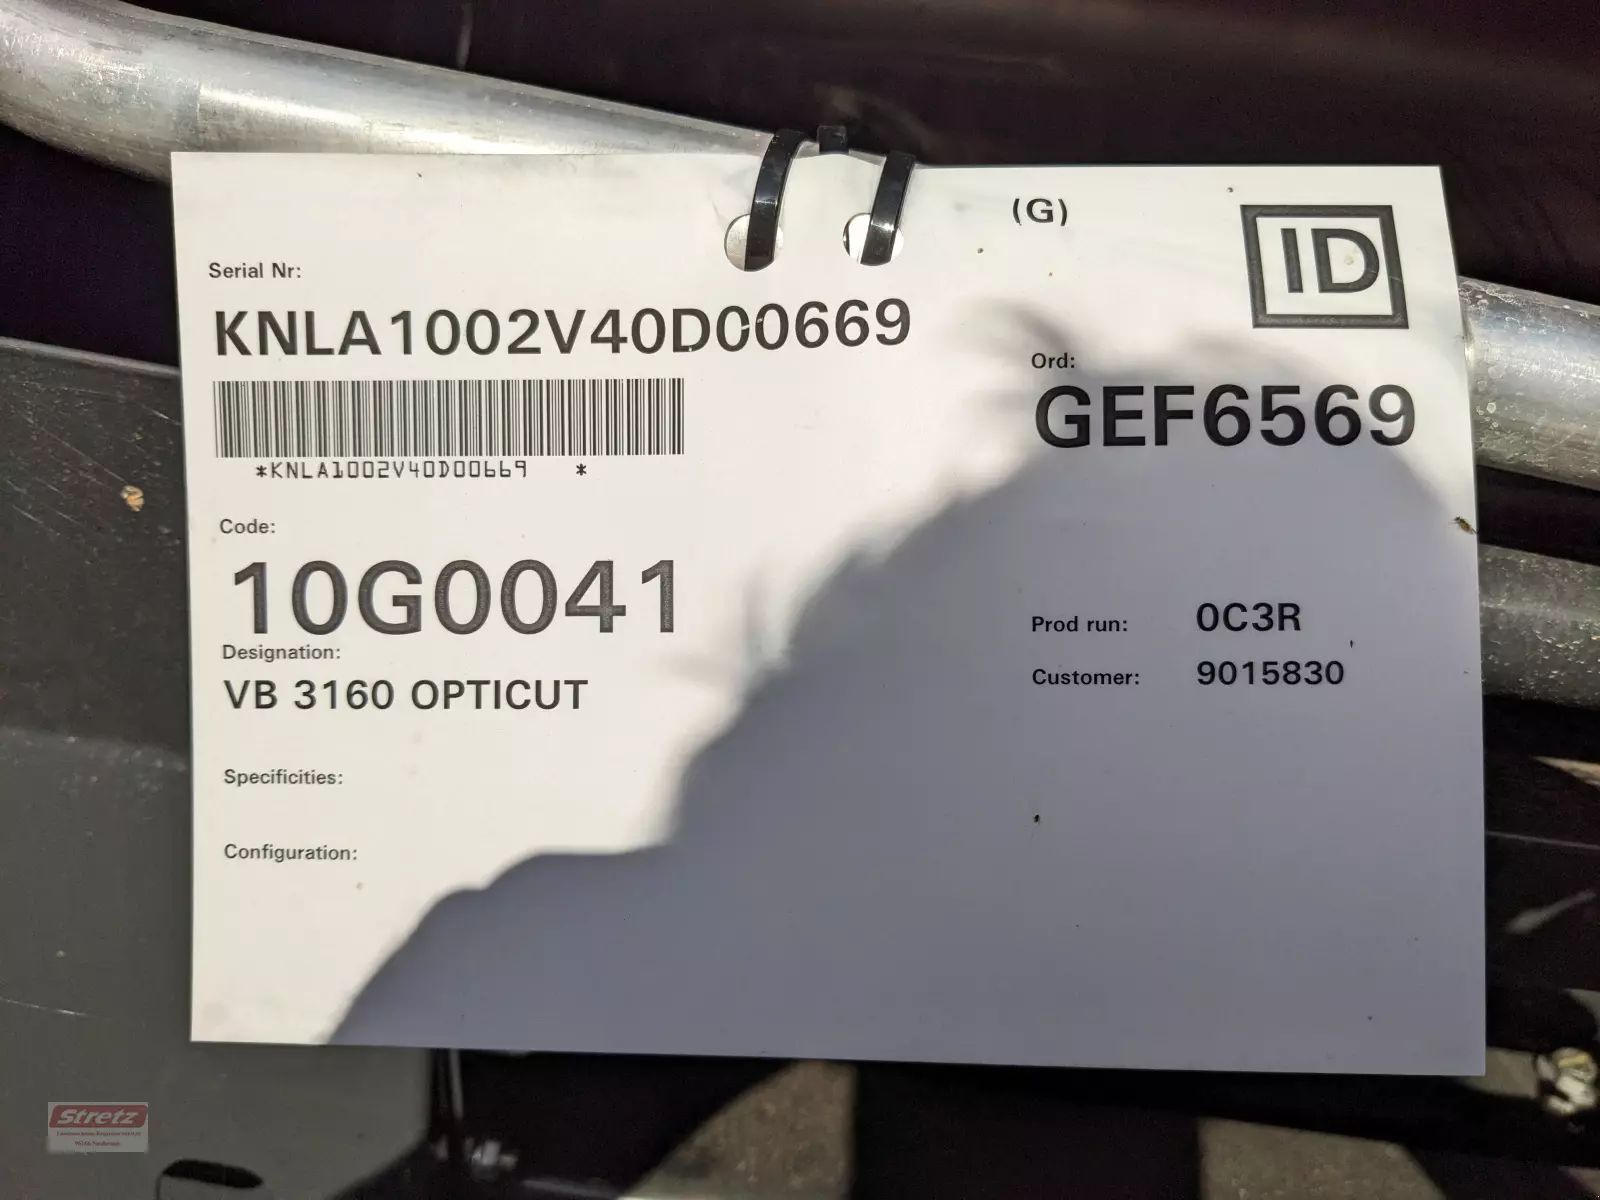 (G)
ID
Serial Nr:
KNLA1002V40D00669
*KNLA1002V40D00669 *
Ord:
GEF6569
Code:
10G0041
Designation:
VB 3160 OPTICUT
Prod run: 0C3R
Customer: 9015830
Specificities:
Configuration:
Stretz